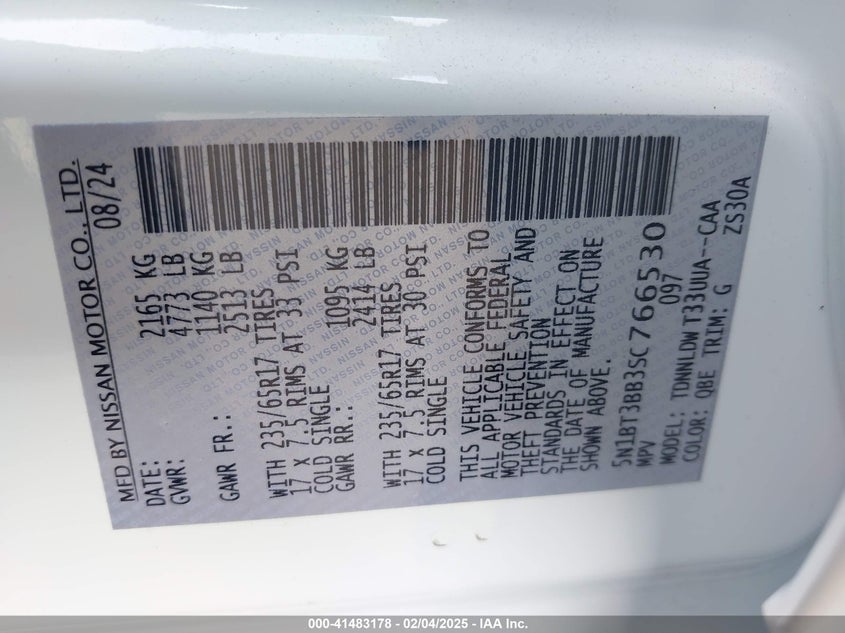 MFD BY NISSAN MOTOR CO., LTD.
DATE: 08/24
GVWR: 2165 KG
4773 LB
GAWR FR.: 1140 KG
2513 LB
WITH 235/65R17 TIRES
17 X 7.5 RIMS AT 33 PSI
COLD SINGLE
GAWR RR.: 1095 KG
2414 LB
WITH 235/65R17 TIRES
17 X 7.5 RIMS AT 30 PSI
COLD SINGLE
THIS VEHICLE CONFORMS TO
ALL APPLICABLE FEDERAL
MOTOR VEHICLE SAFETY AND
THEFT PREVENTION
STANDARDS IN EFFECT ON
THE DATE OF MANUFACTURE
SHOWN ABOVE.
5N1BT3BB3SC766530
MPV 097
MODEL: TDNNLDWT33UUA--CAA
COLOR: QBE TRIM: G ZS30A
000-41483178 - 02/04/2025 - IAA Inc.